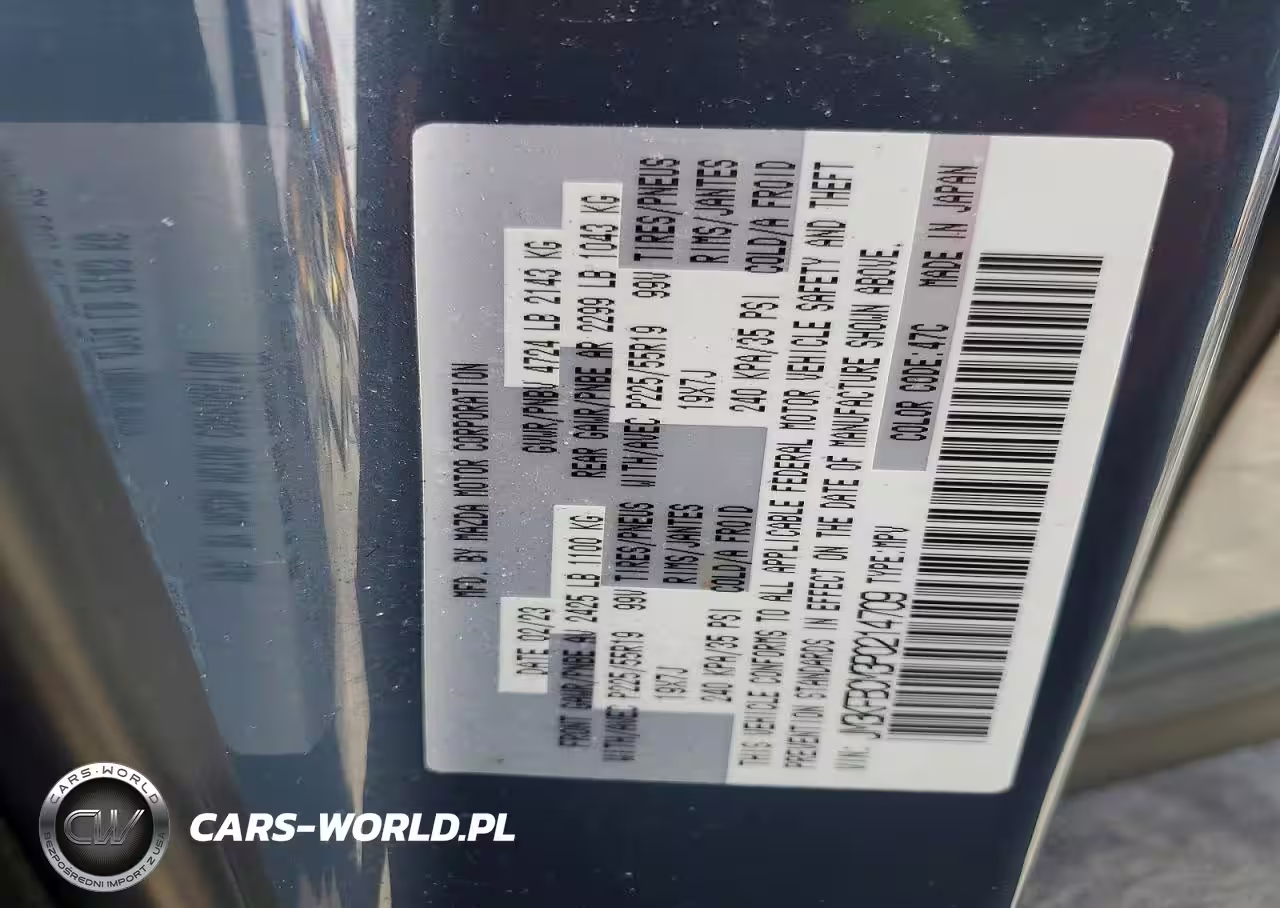 MFD. BY MAZDA MOTOR CORPORATION
DATE 02/23 GVWR/PNBV 4724 LB 2143 KG
FRONT GAWR/PNBE AV 2425 LB 1100 KG REAR GAWR/PNBE AR 2299 LB 1043 KG
WITH/AVEC P225/55R19 99V TIRES/PNEUS WITH/AVEC P225/55R19 99V TIRES/PNEUS
19X7J RIMS/JANTES 19X7J RIMS/JANTES
240 KPA/35 PSI COLD/A FROID 240 KPA/35 PSI COLD/A FROID
THIS VEHICLE CONFORMS TO ALL APPLICABLE FEDERAL MOTOR VEHICLE SAFETY AND THEFT
PREVENTION STANDARDS IN EFFECT ON THE DATE OF MANUFACTURE SHOWN ABOVE.
VIN: TYPE:MPV COLOR CODE:47C MADE IN JAPAN
CARS-WORLD
CW
BEZPOŚREDNI IMPORT Z USA
CARS-WORLD.PL